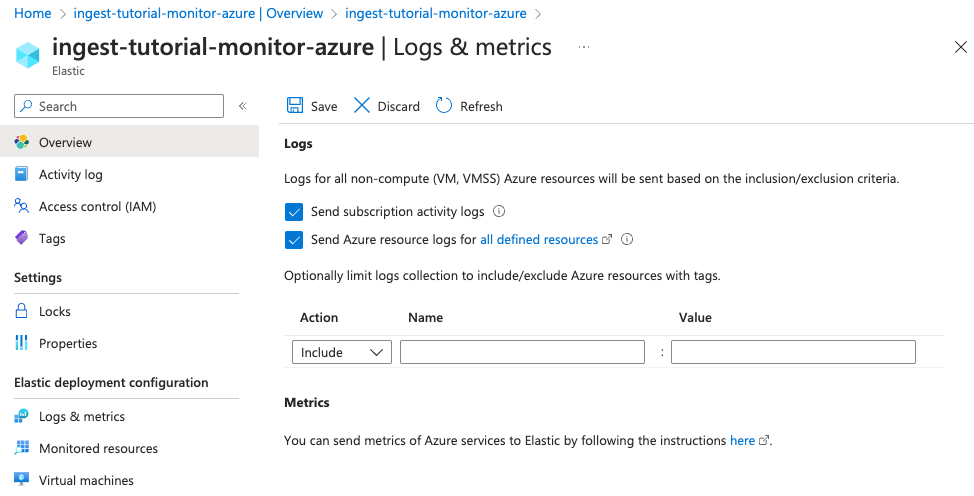 Home > ingest-tutorial-monitor-azure | Overview > ingest-tutorial-monitor-azure >
ingest-tutorial-monitor-azure | Logs & metrics ...
Elastic
Search «
Overview
Activity log
Access control (IAM)
Tags
Settings
Locks
Properties
Elastic deployment configuration
Logs & metrics
Monitored resources
Virtual machines
Save Discard Refresh
Logs
Logs for all non-compute (VM, VMSS) Azure resources will be sent based on the inclusion/exclusion criteria.
Send subscription activity logs
Send Azure resource logs for all defined resources
Optionally limit logs collection to include/exclude Azure resources with tags.
Action Name Value
Include :
Metrics
You can send metrics of Azure services to Elastic by following the instructions here.